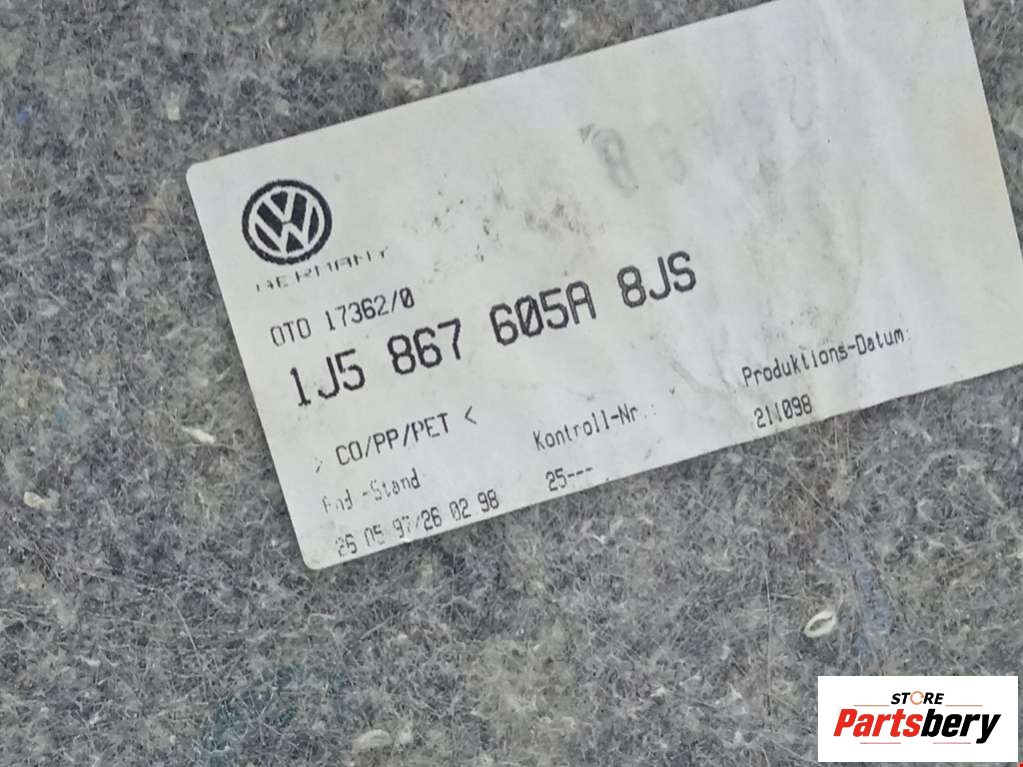 GERMANY
OTO 17362/0
1J5 867 605A 8JS
> CO/PP/PET <
Änd.-Stand
26 05 97/26 02 98
Kontroll-Nr.:
25---
Produktions-Datum:
211098
STORE
Partsbery